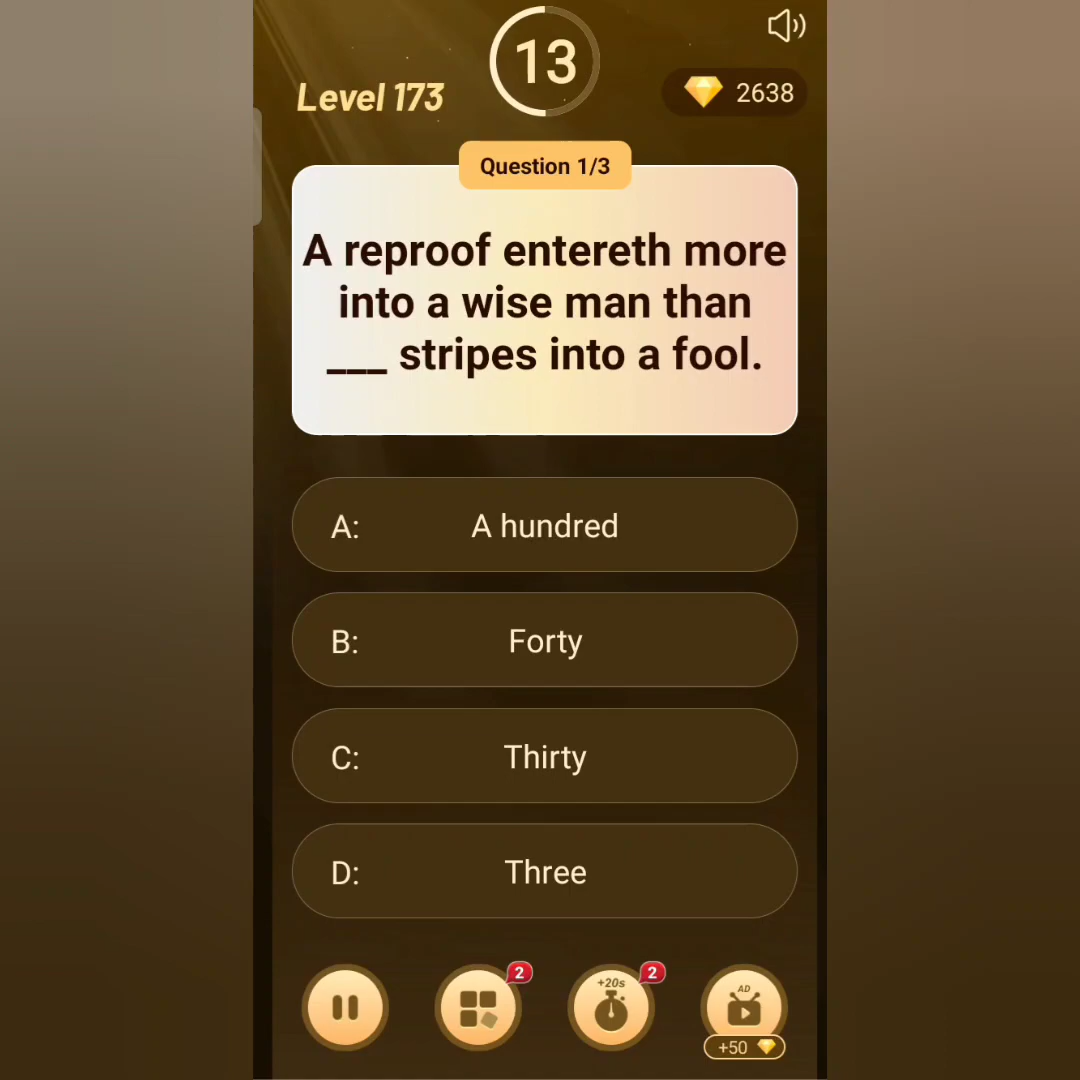 13
Level 173
2638
Question 1/3
A reproof entereth more
into a wise man than
___ stripes into a fool.
A: A hundred
B: Forty
C: Thirty
D: Three
2
+20s
2
AD
+50